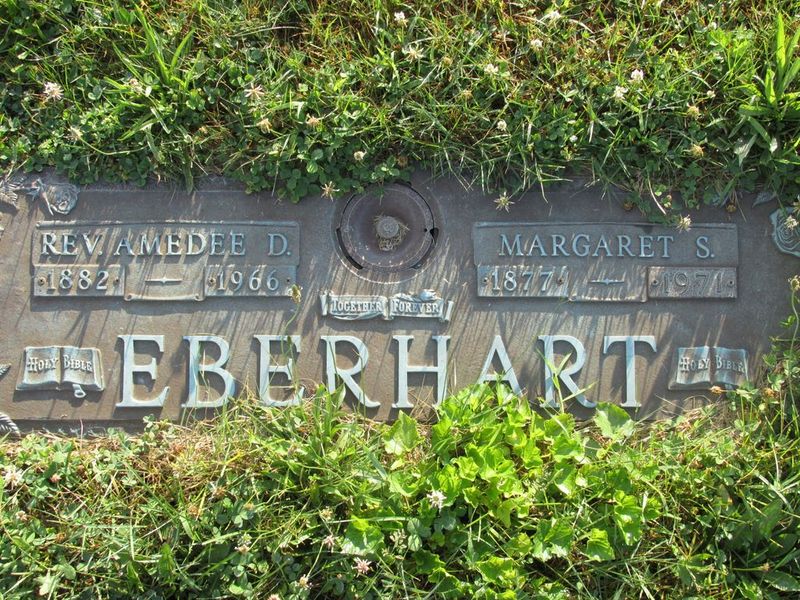 REV. AMEDEE D.
1882 — 1966
MARGARET S.
1877 — 1971
TOGETHER FOREVER
HOLY BIBLE
EBERHART
HOLY BIBLE